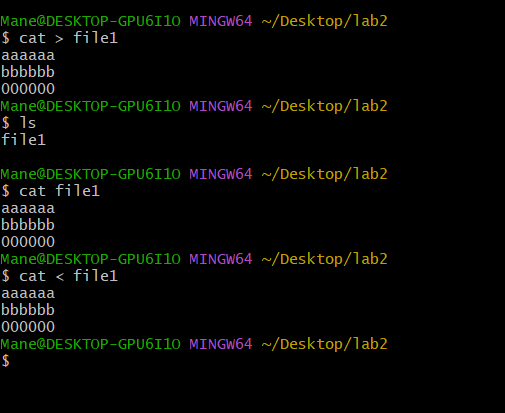 Mane@DESKTOP-GPU6I1O MINGW64 ~/Desktop/lab2
$ cat > file1
aaaaaa
bbbbbb
000000
Mane@DESKTOP-GPU6I1O MINGW64 ~/Desktop/lab2
$ ls
file1
Mane@DESKTOP-GPU6I1O MINGW64 ~/Desktop/lab2
$ cat file1
aaaaaa
bbbbbb
000000
Mane@DESKTOP-GPU6I1O MINGW64 ~/Desktop/lab2
$ cat < file1
aaaaaa
bbbbbb
000000
Mane@DESKTOP-GPU6I1O MINGW64 ~/Desktop/lab2
$